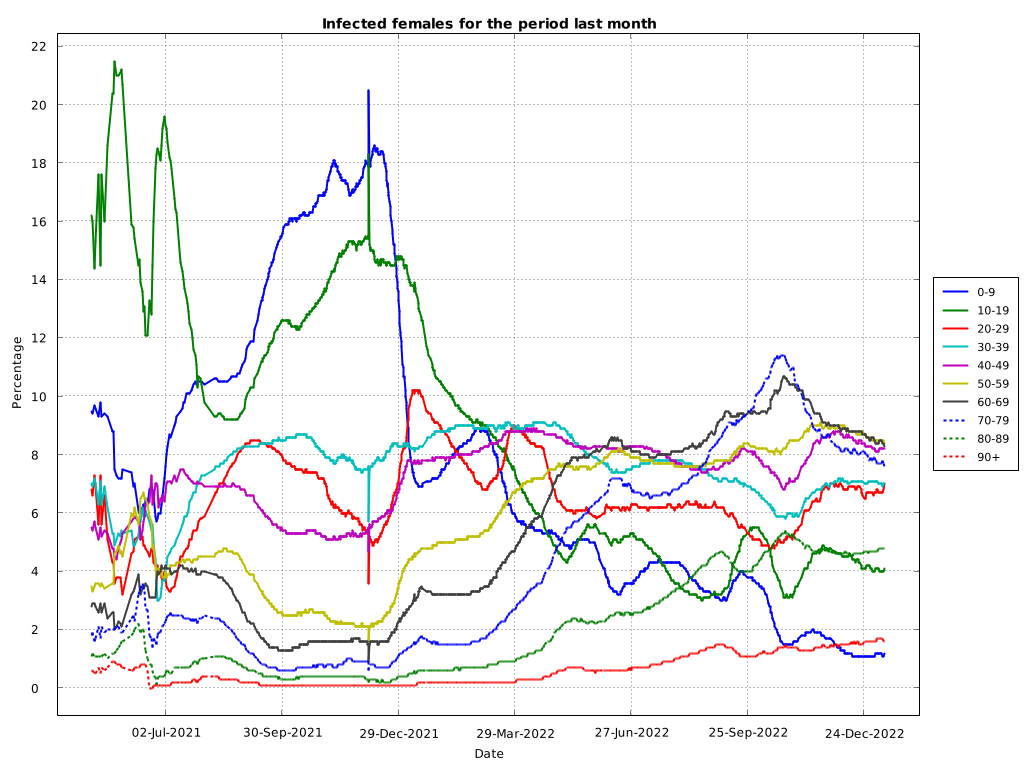 Infected females for the period last month
Percentage
22
20
18
16
14
12
10
8
6
4
2
0
02-Jul-2021
30-Sep-2021
29-Dec-2021
29-Mar-2022
27-Jun-2022
25-Sep-2022
24-Dec-2022
Date
0-9
10-19
20-29
30-39
40-49
50-59
60-69
70-79
80-89
90+